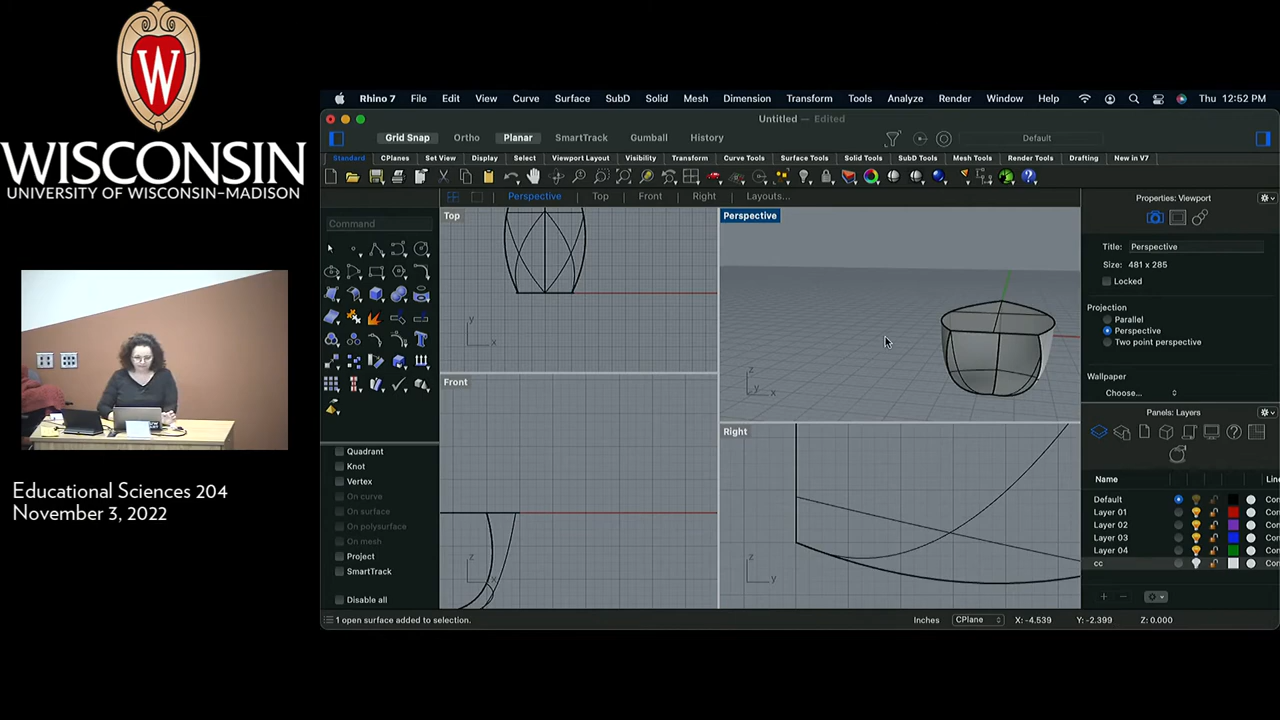 W
WISCONSIN
UNIVERSITY OF WISCONSIN–MADISON
Educational Sciences 204
November 3, 2022
Rhino 7 File Edit View Curve Surface SubD Solid Mesh Dimension Transform Tools Analyze Render Window Help Thu 12:52 PM
Untitled — Edited
Grid Snap Ortho Planar SmartTrack Gumball History Default
Standard CPlanes Set View Display Select Viewport Layout Visibility Transform Curve Tools Surface Tools Solid Tools SubD Tools Mesh Tools Render Tools Drafting New in V7
Perspective Top Front Right Layouts...
Command
Quadrant
Knot
Vertex
On curve
On surface
On polysurface
On mesh
Project
SmartTrack
Disable all
Top
y
x
Perspective
z
y
x
Front
z
x
Right
z
y
Properties: Viewport
Title: Perspective
Size: 481 x 285
Locked
Projection
Parallel
Perspective
Two point perspective
Wallpaper
Choose...
Panels: Layers
Name
Default Con
Layer 01 Con
Layer 02 Con
Layer 03 Con
Layer 04 Con
cc Con
1 open surface added to selection.
Inches CPlane X: -4.539 Y: -2.399 Z: 0.000